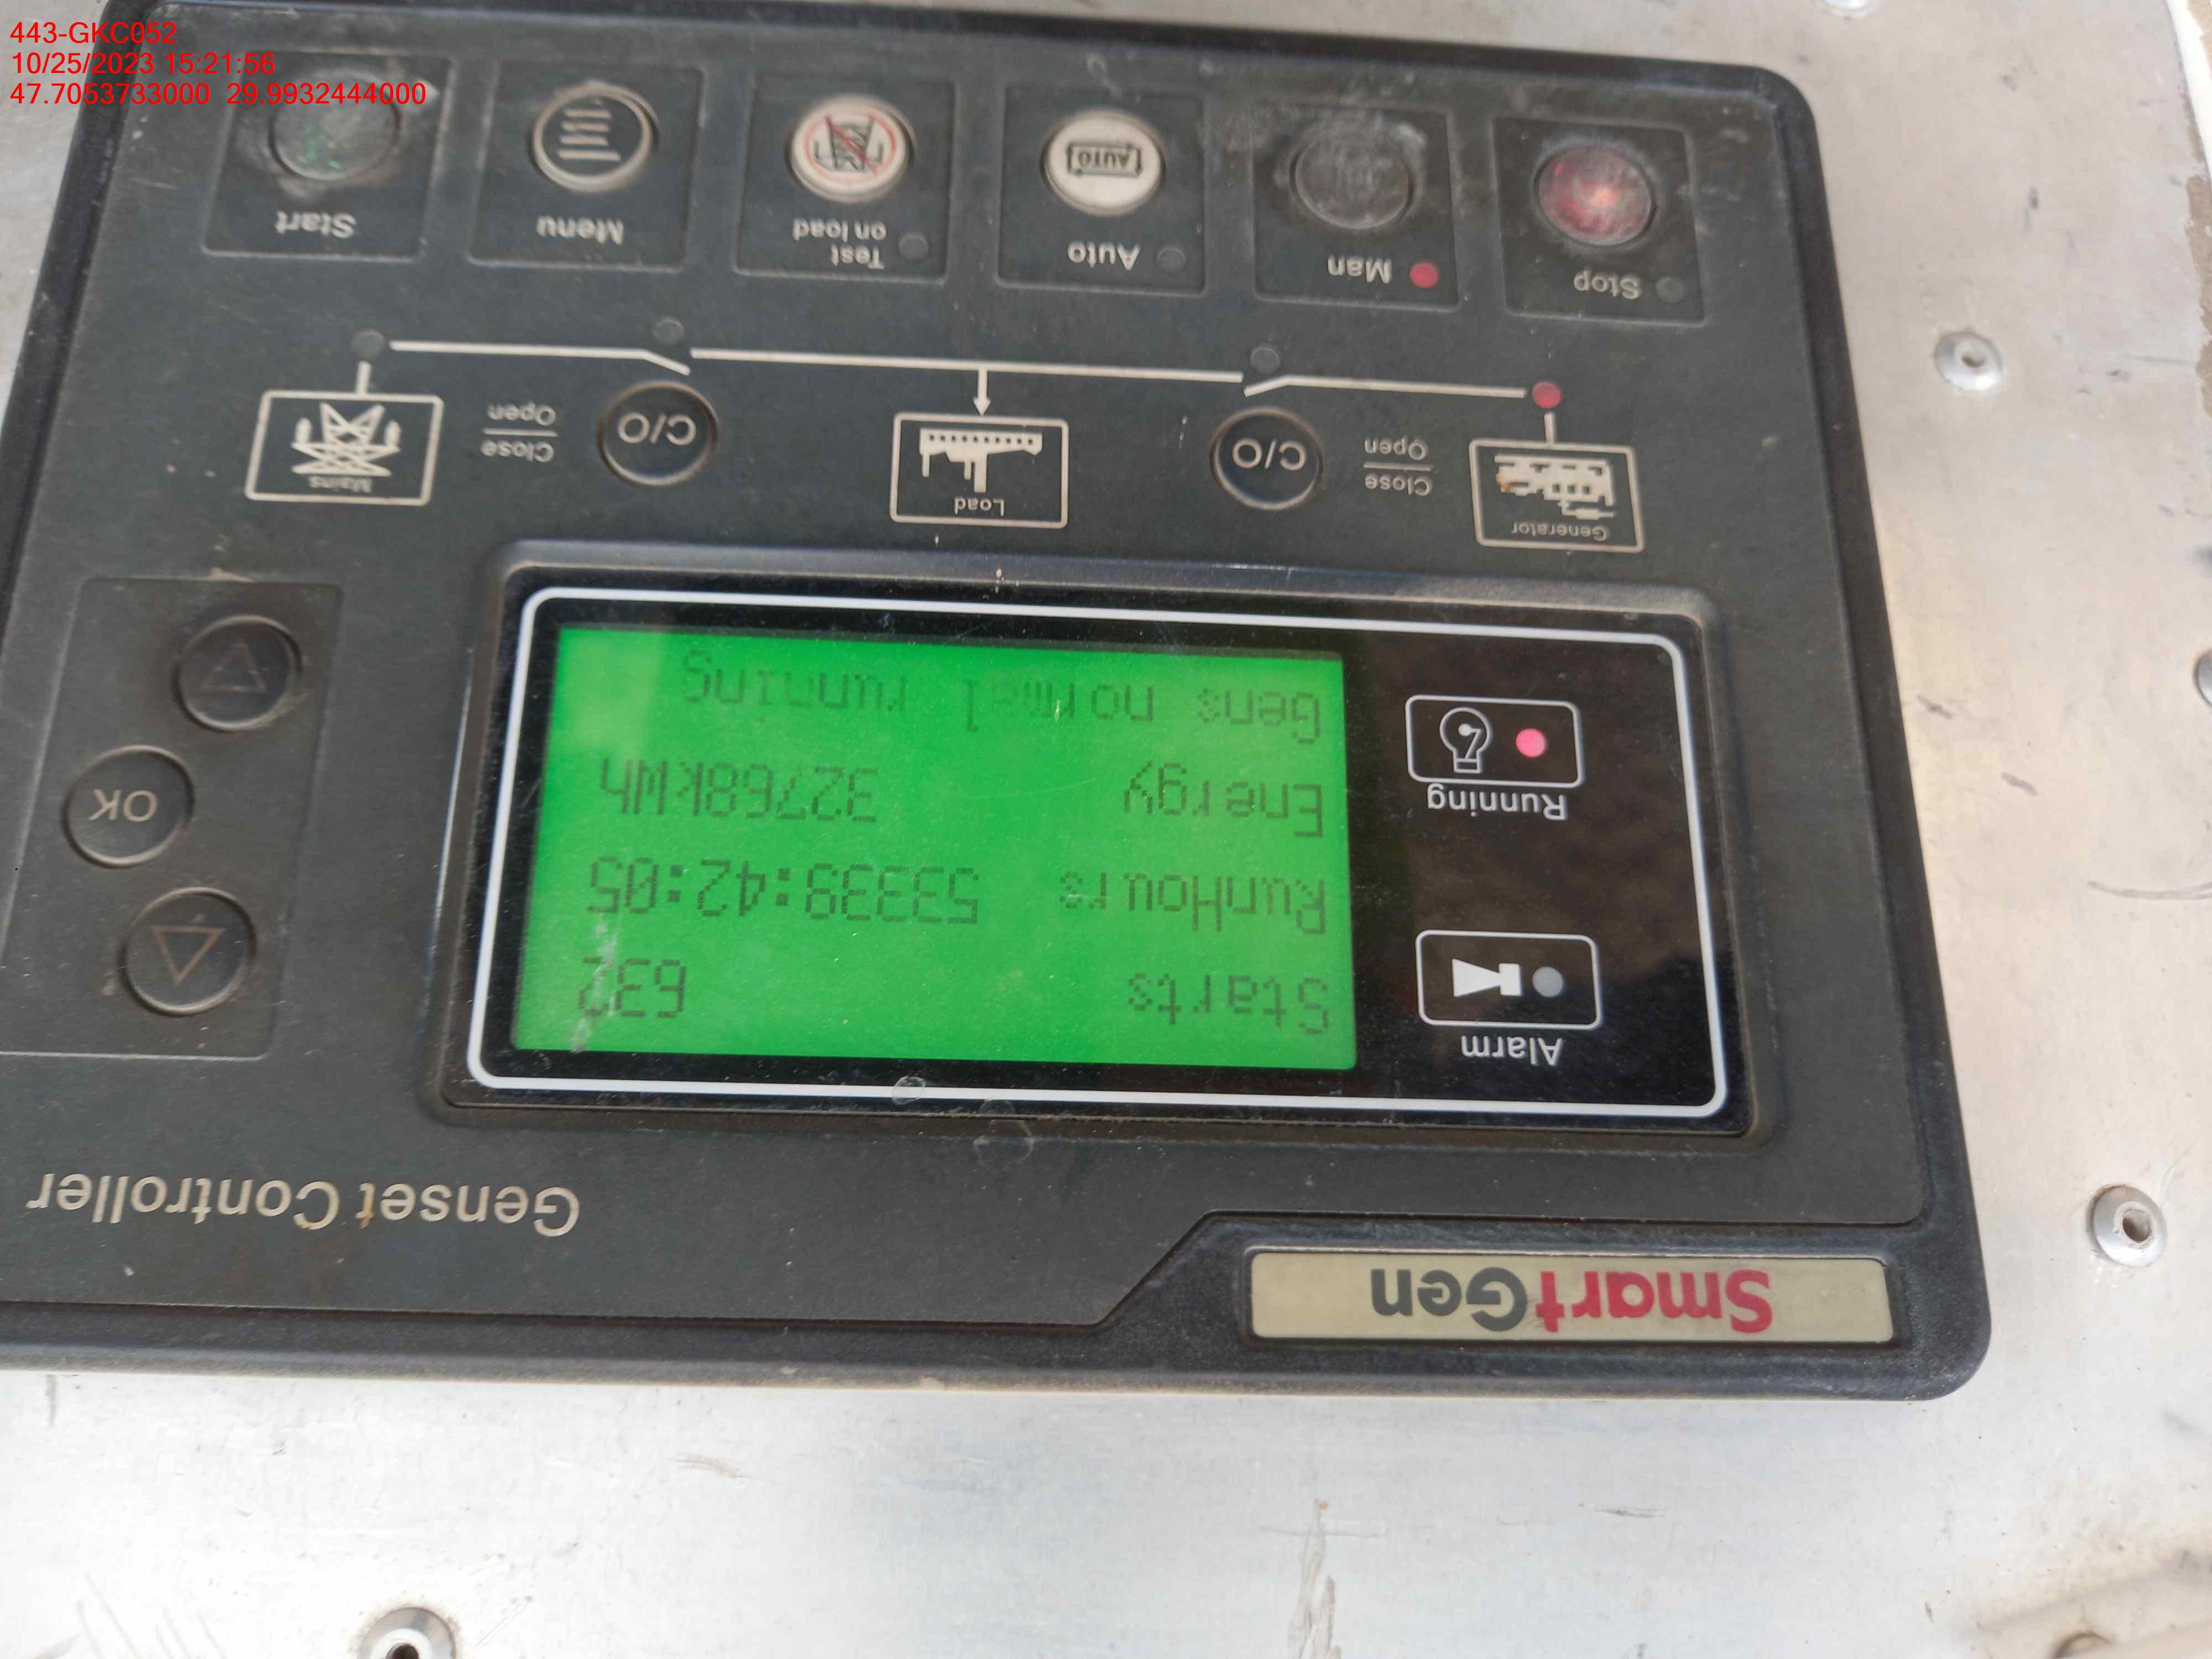 443-GKC052
10/25/2023 15:21:56
47.7053733000 29.9932444000
SmartGen
Genset Controller
Alarm
Running
Starts 632
RunHours 53339:42:05
Energy 32768kWh
Gens normal running
OK
Generator
Close
Open
C/O
Load
C/O
Close
Open
Mains
Stop
Man
Auto
AUTO
Test
on load
Menu
Start